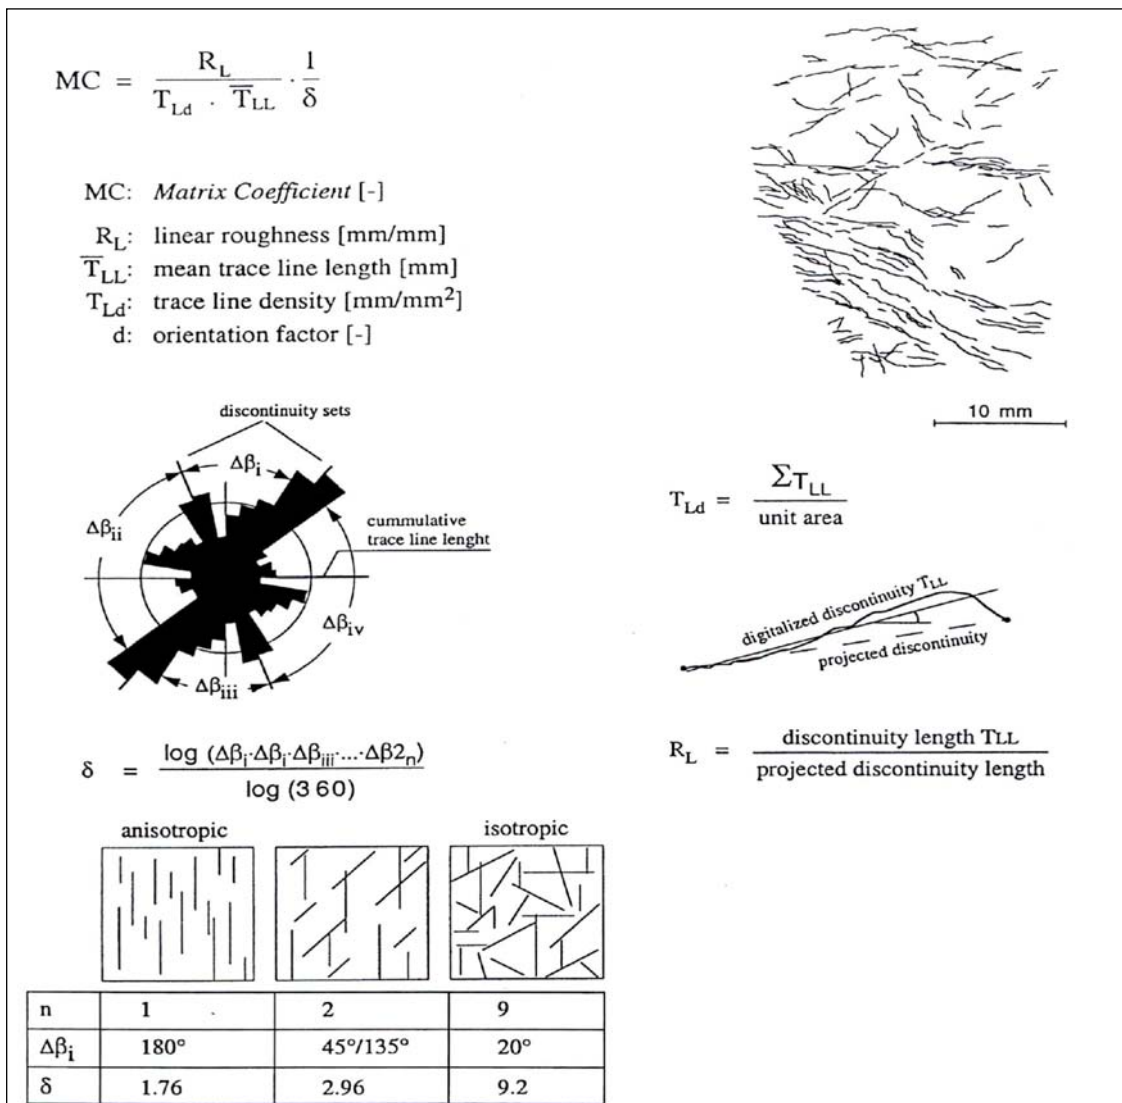 MC = R_L / (T_Ld . T̅_LL) · 1/δ
MC: Matrix Coefficient [-]
R_L: linear roughness [mm/mm]
T̅_LL: mean trace line length [mm]
T_Ld: trace line density [mm/mm²]
d: orientation factor [-]
10 mm
discontinuity sets
Δβ_i
Δβ_ii
cummulative
trace line lenght
Δβ_iv
Δβ_iii
T_Ld = ΣT_LL / unit area
digitalized discontinuity T_LL
projected discontinuity
R_L = discontinuity length TLL / projected discontinuity length
δ = log (Δβ_i·Δβ_i·Δβ_iii·...·Δβ2_n) / log (360)
anisotropic isotropic
n 1 2 9
Δβ_i 180° 45°/135° 20°
δ 1.76 2.96 9.2